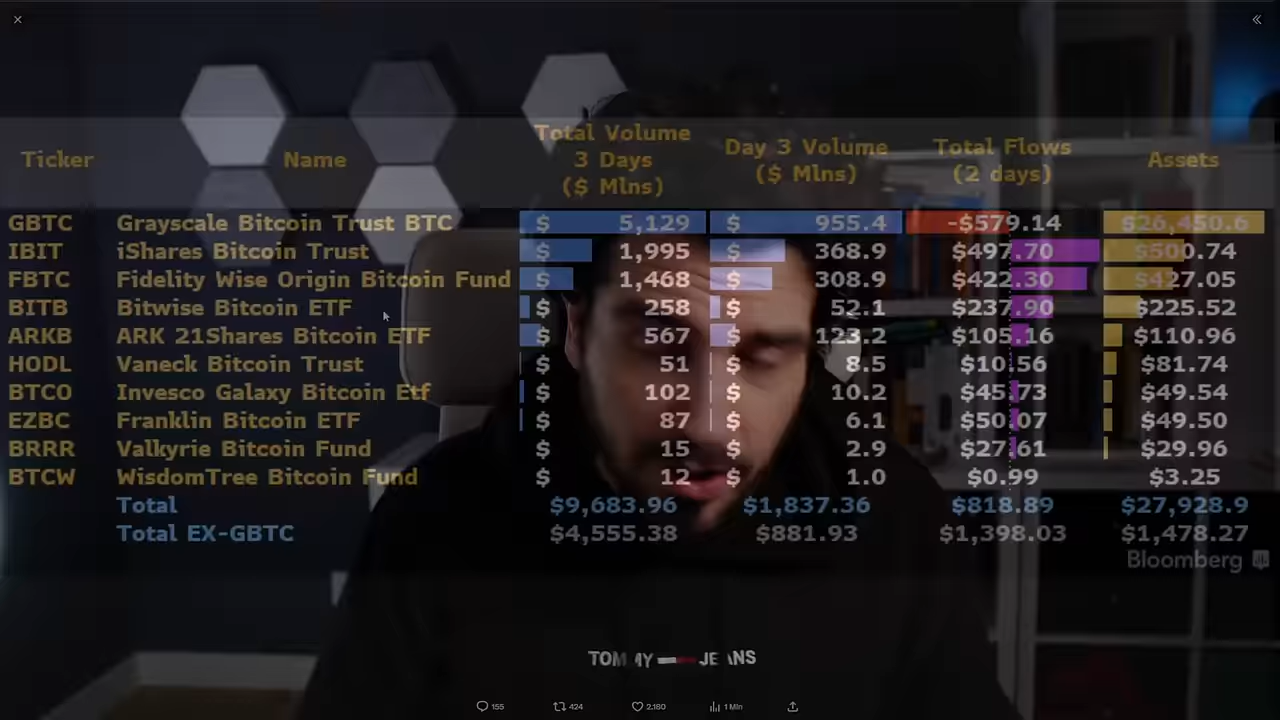 Ticker Name Total Volume 3 Days ($ Mlns) Day 3 Volume ($ Mlns) Total Flows (2 days) Assets
GBTC Grayscale Bitcoin Trust BTC $ 5,129 $ 955.4 -$579.14 $26,450.6
IBIT iShares Bitcoin Trust $ 1,995 $ 368.9 $497.70 $500.74
FBTC Fidelity Wise Origin Bitcoin Fund $ 1,468 $ 308.9 $422.30 $427.05
BITB Bitwise Bitcoin ETF $ 258 $ 52.1 $237.90 $225.52
ARKB ARK 21Shares Bitcoin ETF $ 567 $ 123.2 $105.16 $110.96
HODL Vaneck Bitcoin Trust $ 51 $ 8.5 $10.56 $81.74
BTCO Invesco Galaxy Bitcoin Etf $ 102 $ 10.2 $45.73 $49.54
EZBC Franklin Bitcoin ETF $ 87 $ 6.1 $50.07 $49.50
BRRR Valkyrie Bitcoin Fund $ 15 $ 2.9 $27.61 $29.96
BTCW WisdomTree Bitcoin Fund $ 12 $ 1.0 $0.99 $3.25
Total $9,683.96 $1,837.36 $818.89 $27,928.9
Total EX-GBTC $4,555.38 $881.93 $1,398.03 $1,478.27
Bloomberg
TOMMY JEANS
155 424 2,180 1 Mln